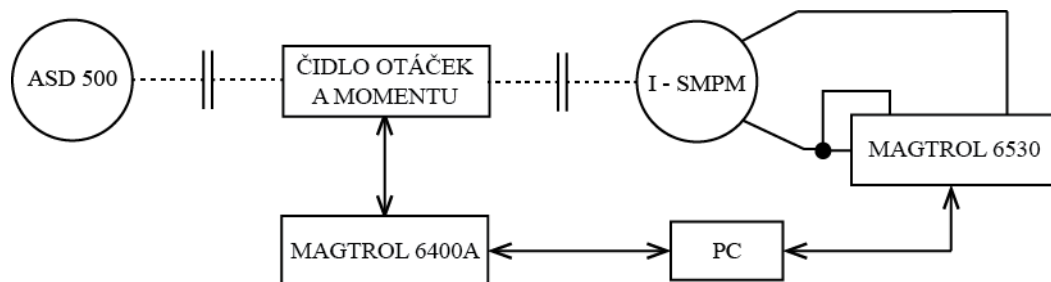 ASD 500
ČIDLO OTÁČEK
A MOMENTU
I - SMPM
MAGTROL 6530
MAGTROL 6400A
PC